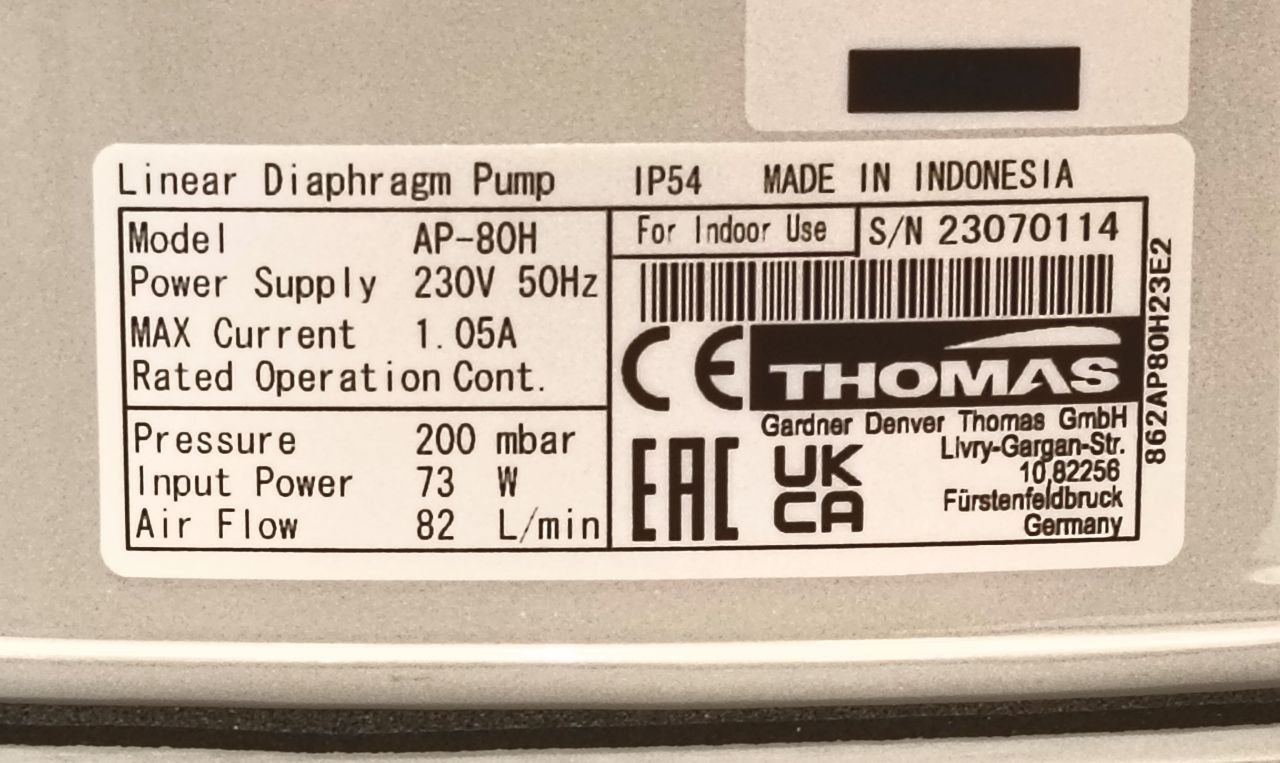 Linear Diaphragm Pump IP54 MADE IN INDONESIA
Model AP-80H
Power Supply 230V 50Hz
MAX Current 1.05A
Rated Operation Cont.
Pressure 200 mbar
Input Power 73 W
Air Flow 82 L/min
For Indoor Use S/N 23070114
CE THOMAS
Gardner Denver Thomas GmbH
Livry-Gargan-Str.
10,82256
Fürstenfeldbruck
Germany
EAC UK
CA
862AP80H23E2